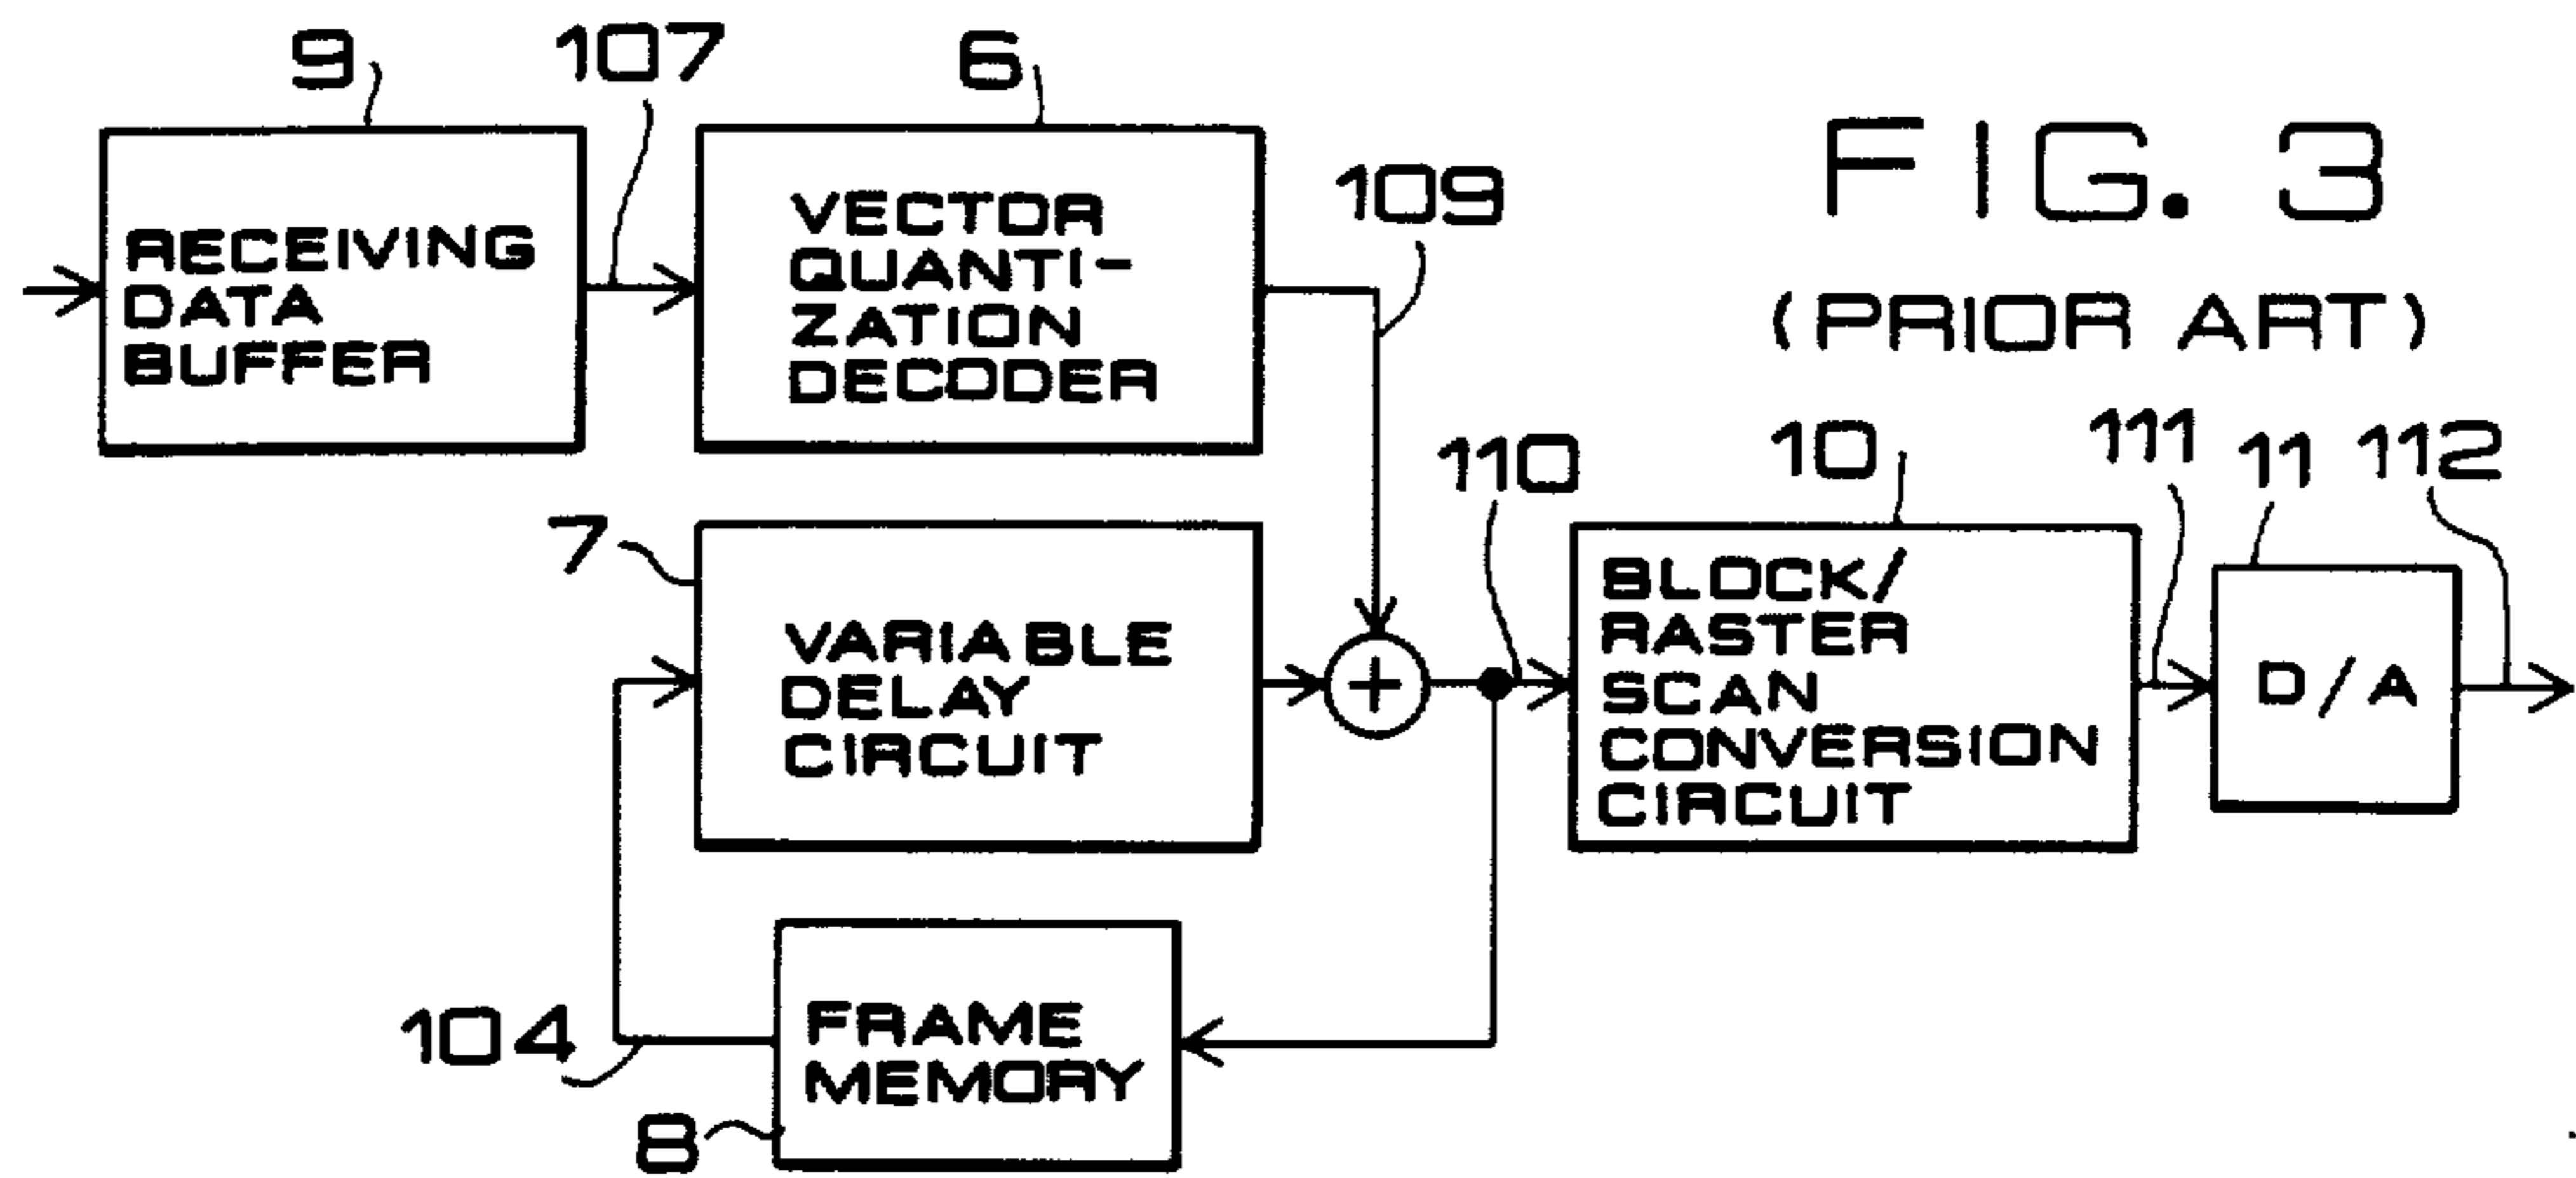 9
107
6
FIG. 3
(PRIOR ART)
RECEIVING
DATA
BUFFER
VECTOR
QUANTI-
ZATION
DECODER
109
110
10
111
11
112
7
VARIABLE
DELAY
CIRCUIT
+
BLOCK/
RASTER
SCAN
CONVERSION
CIRCUIT
D/A
104
FRAME
MEMORY
8